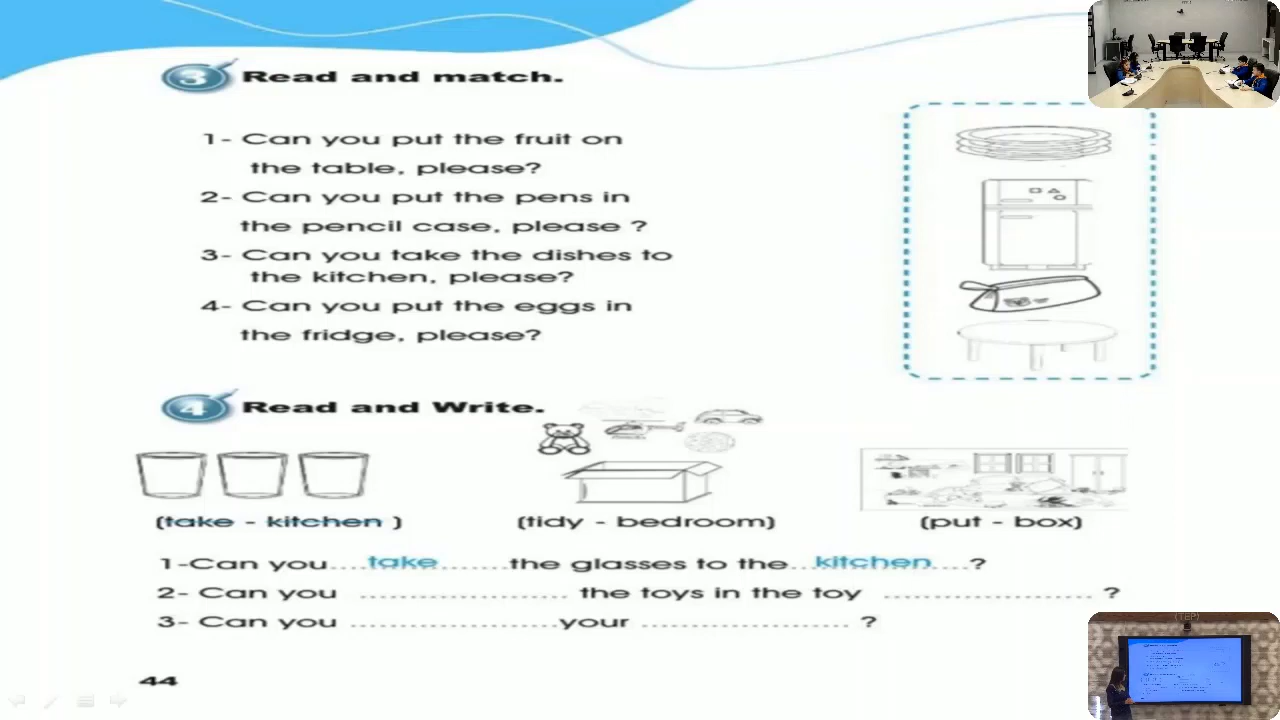 3 Read and match.
1- Can you put the fruit on
the table, please?
2- Can you put the pens in
the pencil case, please ?
3- Can you take the dishes to
the kitchen, please?
4- Can you put the eggs in
the fridge, please?
4 Read and Write.
(take - kitchen )
(tidy - bedroom)
(put - box)
1-Can you....take.......the glasses to the..kitchen....?
2- Can you ..................... the toys in the toy ..................... ?
3- Can you .....................your ..................... ?
44
(TEP)